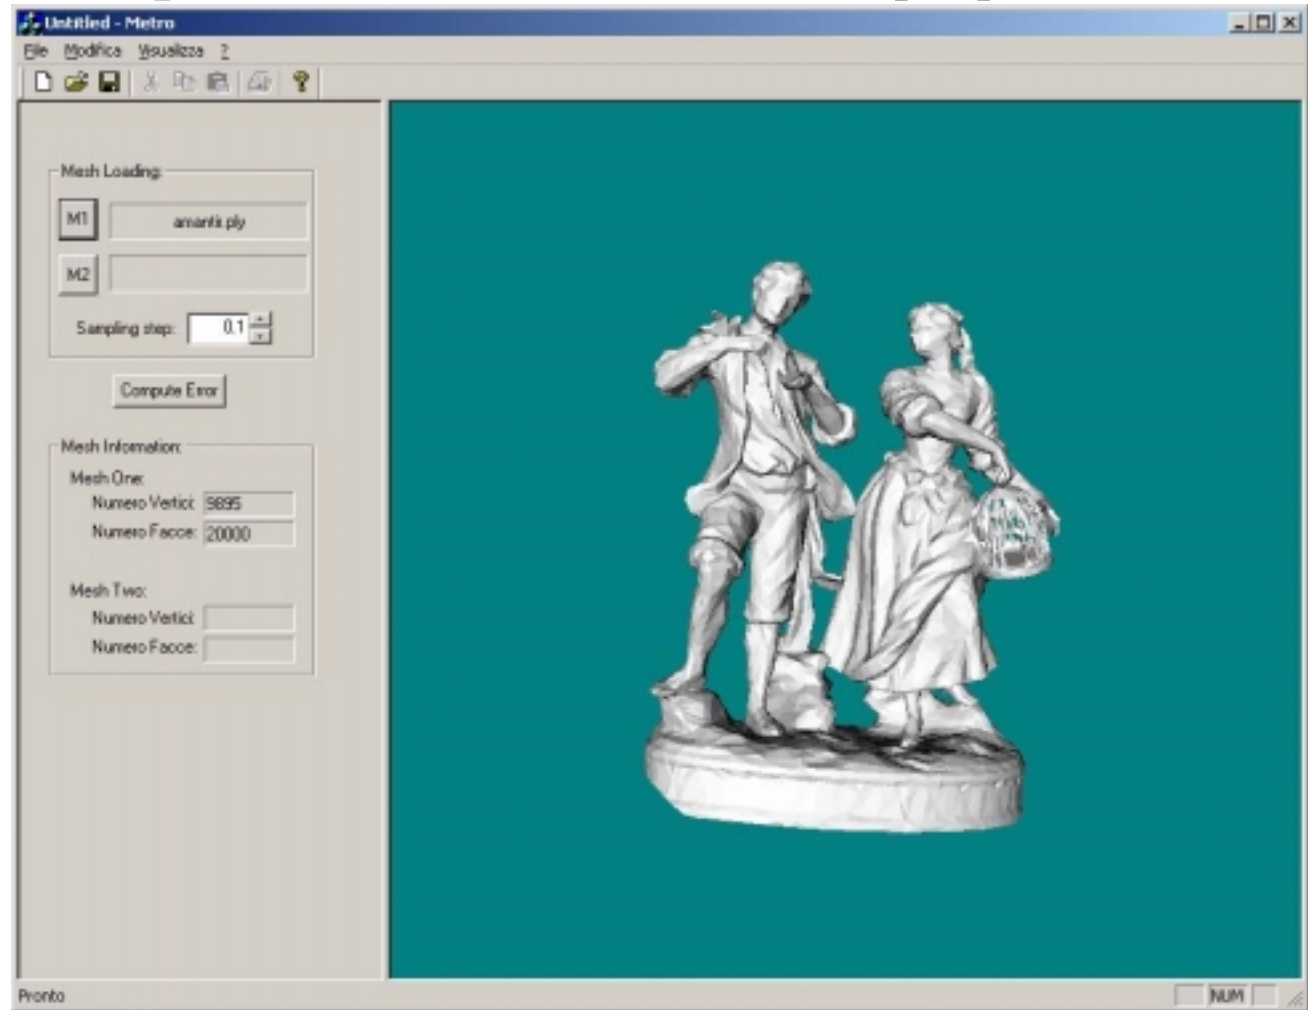 Untitled - Metro
File Modifica Visualizza ?
Mesh Loading:
M1 amantir.ply
M2
Sampling step: 0.1
Compute Error
Mesh Information:
Mesh One:
Numero Vertici: 9895
Numero Facce: 20000
Mesh Two:
Numero Vertici:
Numero Facce:
Pronto NUM